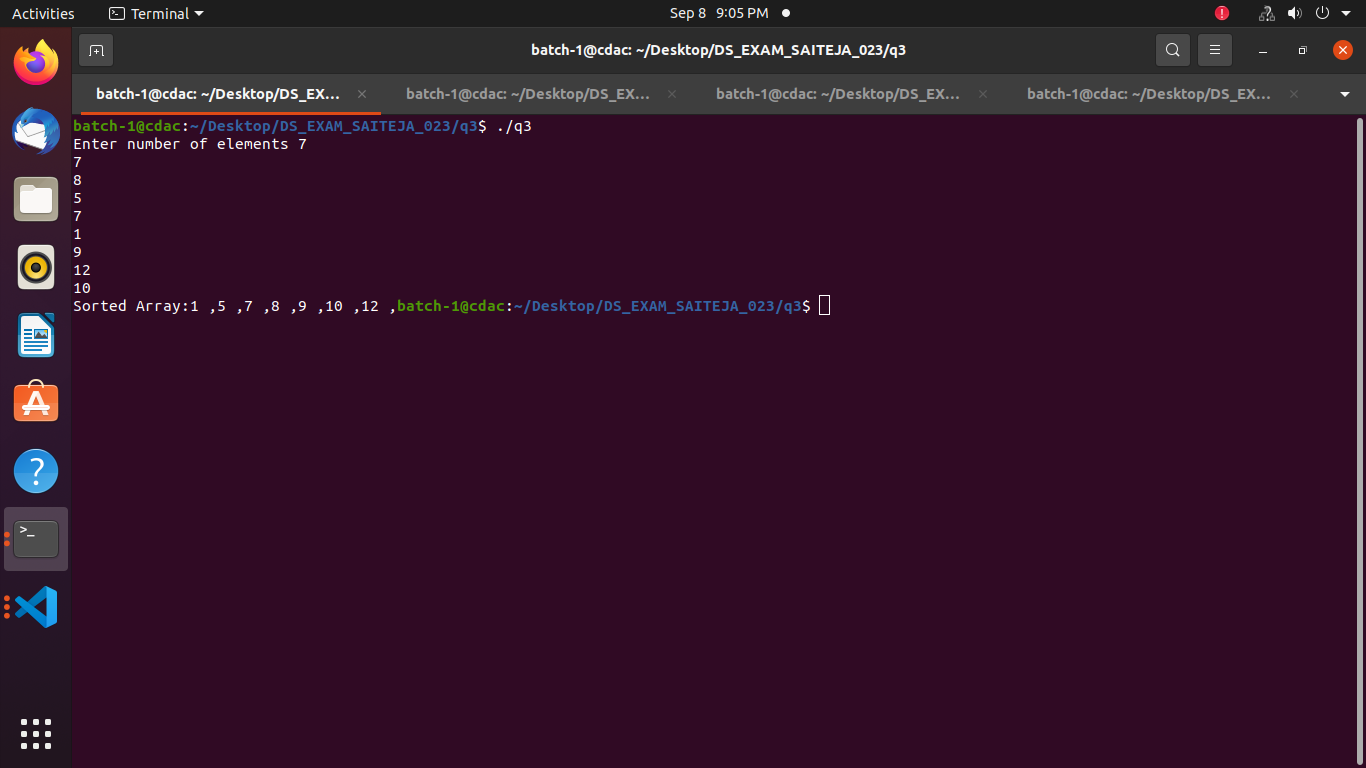 Activities Terminal Sep 8 9:05 PM
batch-1@cdac: ~/Desktop/DS_EXAM_SAITEJA_023/q3
batch-1@cdac: ~/Desktop/DS_EX... batch-1@cdac: ~/Desktop/DS_EX... batch-1@cdac: ~/Desktop/DS_EX... batch-1@cdac: ~/Desktop/DS_EX...
batch-1@cdac:~/Desktop/DS_EXAM_SAITEJA_023/q3$ ./q3
Enter number of elements 7
7
8
5
7
1
9
12
10
Sorted Array:1 ,5 ,7 ,8 ,9 ,10 ,12 ,batch-1@cdac:~/Desktop/DS_EXAM_SAITEJA_023/q3$